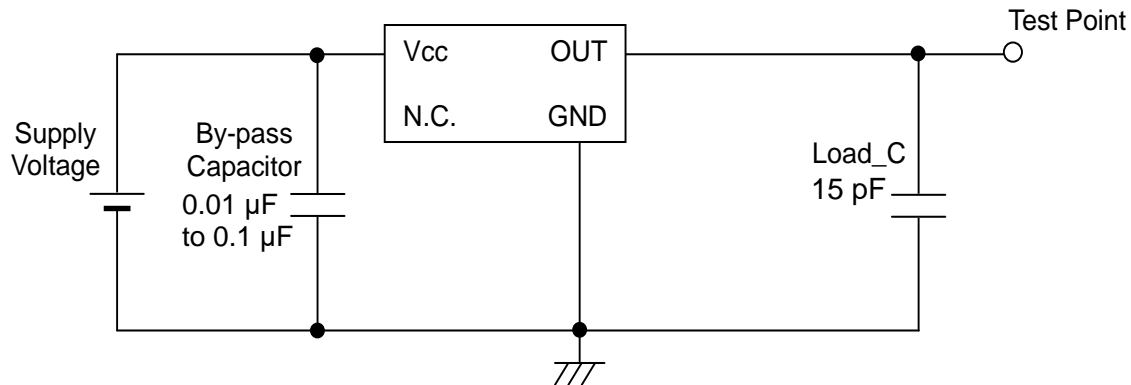 Test Point
Vcc OUT
N.C. GND
Supply
Voltage
By-pass
Capacitor
0.01 µF
to 0.1 µF
Load_C
15 pF